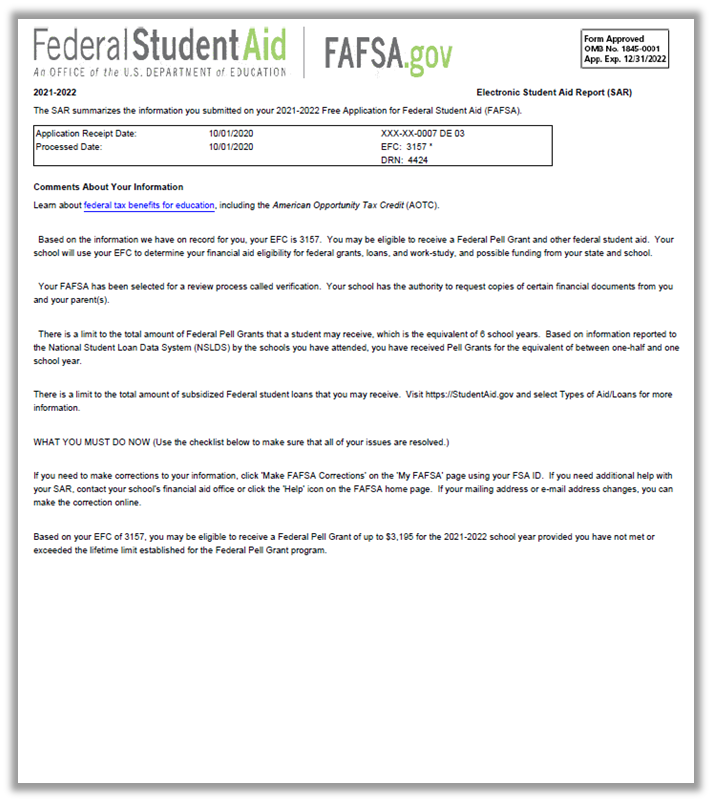 Federal Student Aid
An OFFICE of the U.S. DEPARTMENT of EDUCATION
FAFSA.gov
Form Approved
OMB No. 1845-0001
App. Exp. 12/31/2022
2021-2022 Electronic Student Aid Report (SAR)
The SAR summarizes the information you submitted on your 2021-2022 Free Application for Federal Student Aid (FAFSA).
Application Receipt Date: 10/01/2020 XXX-XX-0007 DE 03
Processed Date: 10/01/2020 EFC: 3157 *
DRN: 4424
Comments About Your Information
Learn about federal tax benefits for education, including the American Opportunity Tax Credit (AOTC).
Based on the information we have on record for you, your EFC is 3157. You may be eligible to receive a Federal Pell Grant and other federal student aid. Your
school will use your EFC to determine your financial aid eligibility for federal grants, loans, and work-study, and possible funding from your state and school.
Your FAFSA has been selected for a review process called verification. Your school has the authority to request copies of certain financial documents from you
and your parent(s).
There is a limit to the total amount of Federal Pell Grants that a student may receive, which is the equivalent of 6 school years. Based on information reported to
the National Student Loan Data System (NSLDS) by the schools you have attended, you have received Pell Grants for the equivalent of between one-half and one
school year.
There is a limit to the total amount of subsidized Federal student loans that you may receive. Visit https://StudentAid.gov and select Types of Aid/Loans for more
information.
WHAT YOU MUST DO NOW (Use the checklist below to make sure that all of your issues are resolved.)
If you need to make corrections to your information, click 'Make FAFSA Corrections' on the 'My FAFSA' page using your FSA ID. If you need additional help with
your SAR, contact your school's financial aid office or click the 'Help' icon on the FAFSA home page. If your mailing address or e-mail address changes, you can
make the correction online.
Based on your EFC of 3157, you may be eligible to receive a Federal Pell Grant of up to $3,195 for the 2021-2022 school year provided you have not met or
exceeded the lifetime limit established for the Federal Pell Grant program.